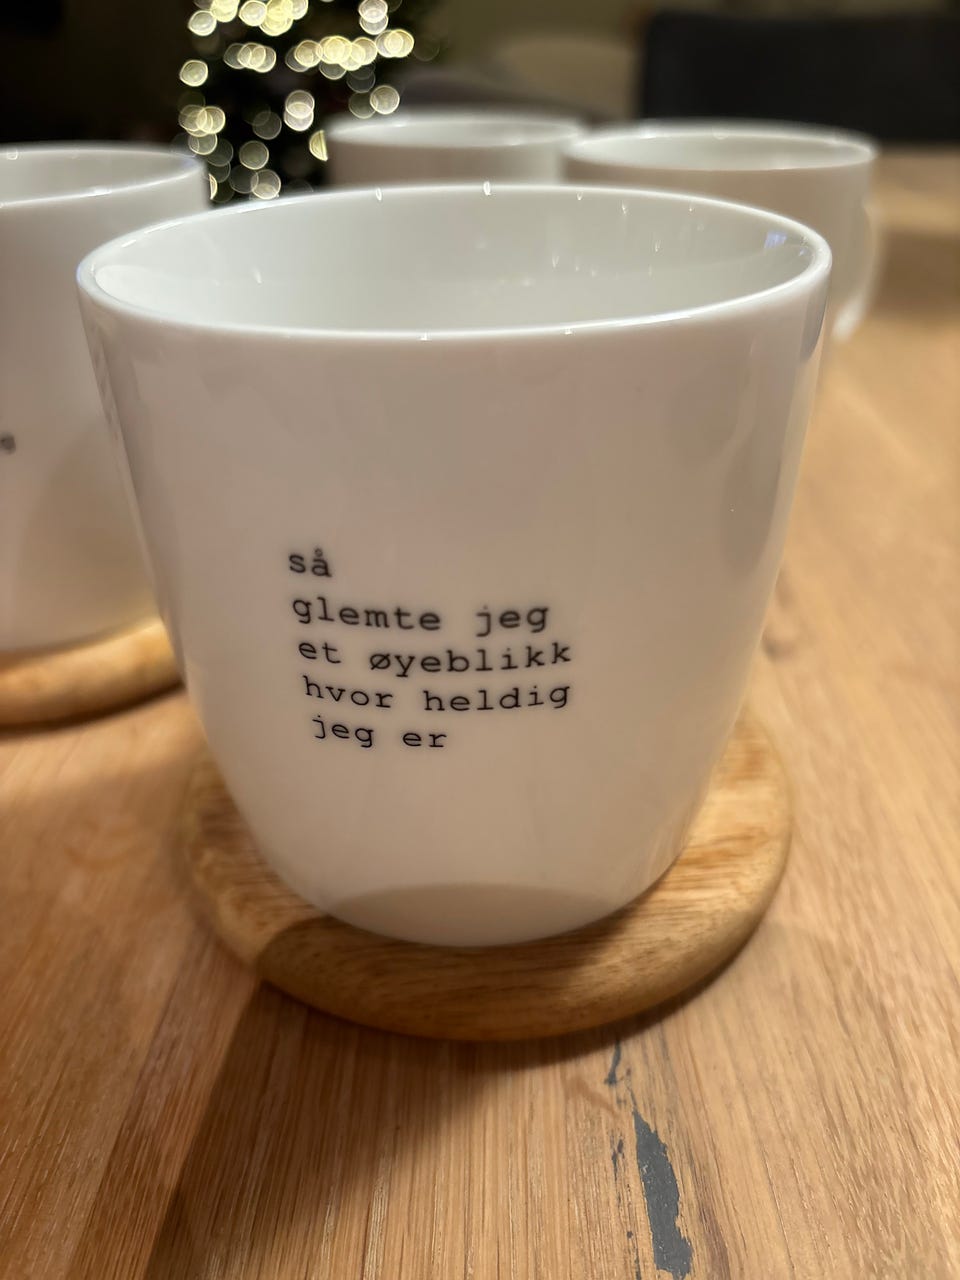 så
glemte jeg
et øyeblikk
hvor heldig
jeg er